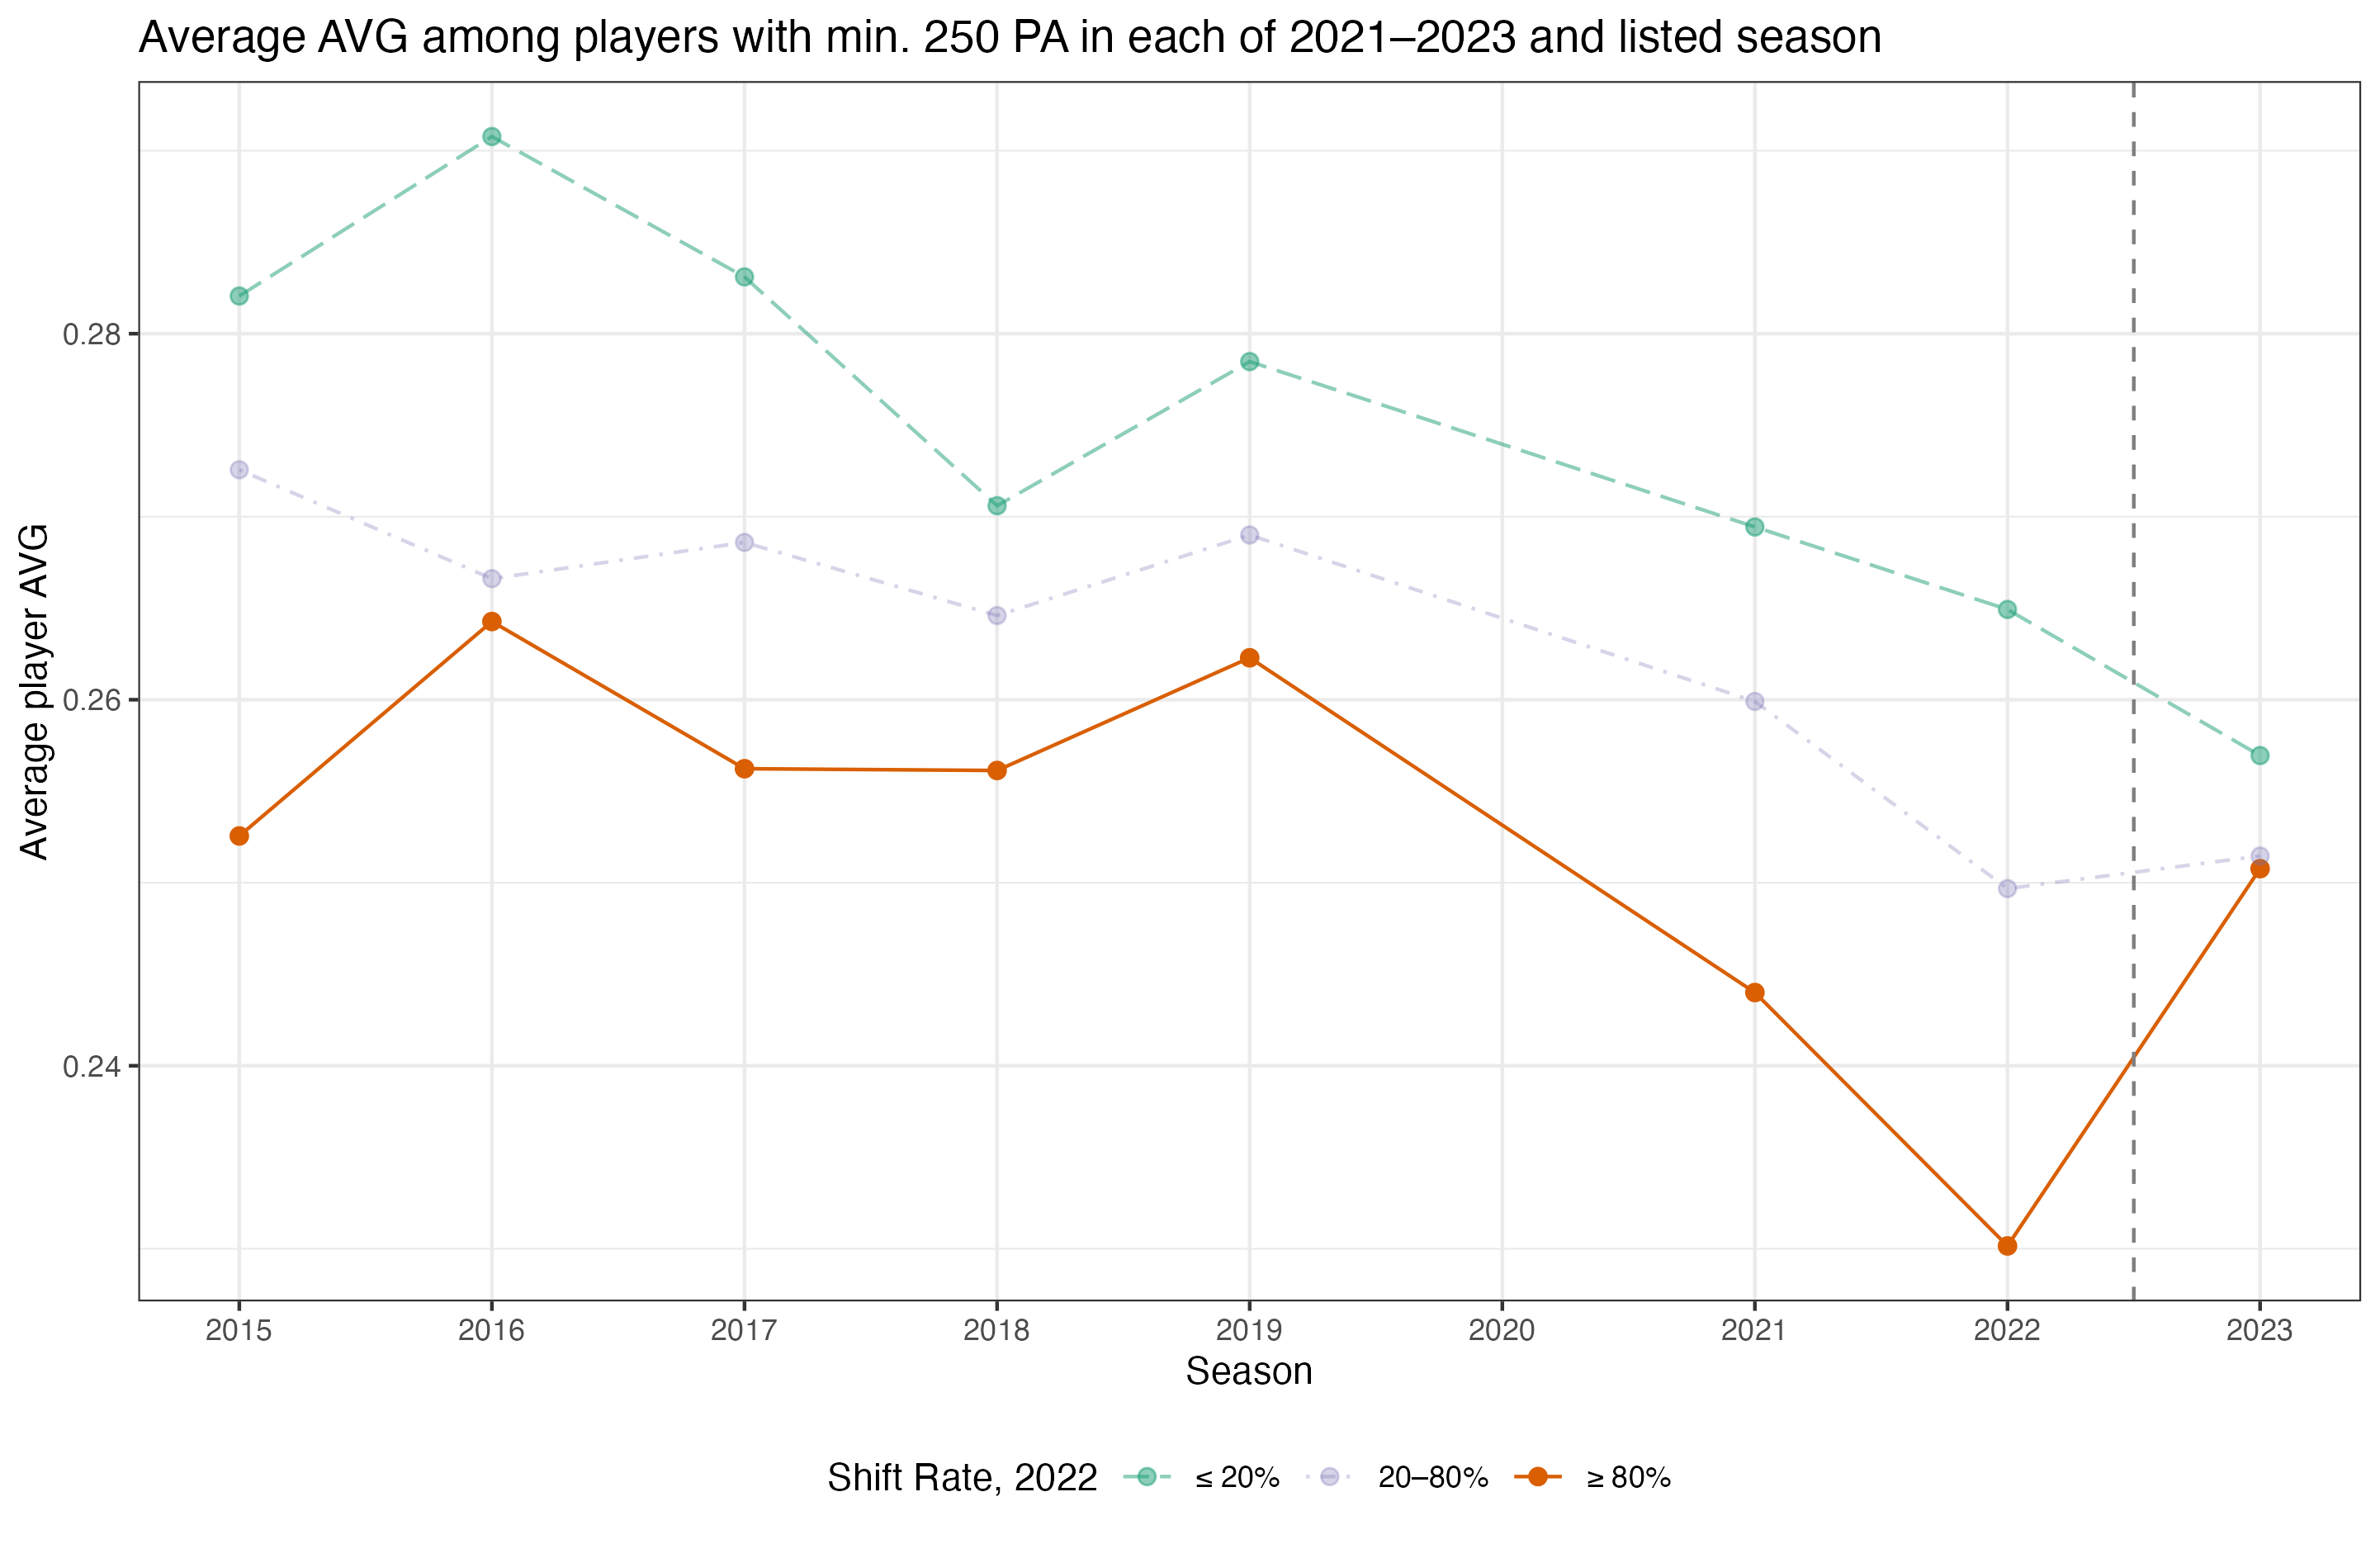 Average AVG among players with min. 250 PA in each of 2021–2023 and listed season
Average player AVG
0.28
0.26
0.24
2015 2016 2017 2018 2019 2020 2021 2022 2023
Season
Shift Rate, 2022 ≤ 20% 20–80% ≥ 80%